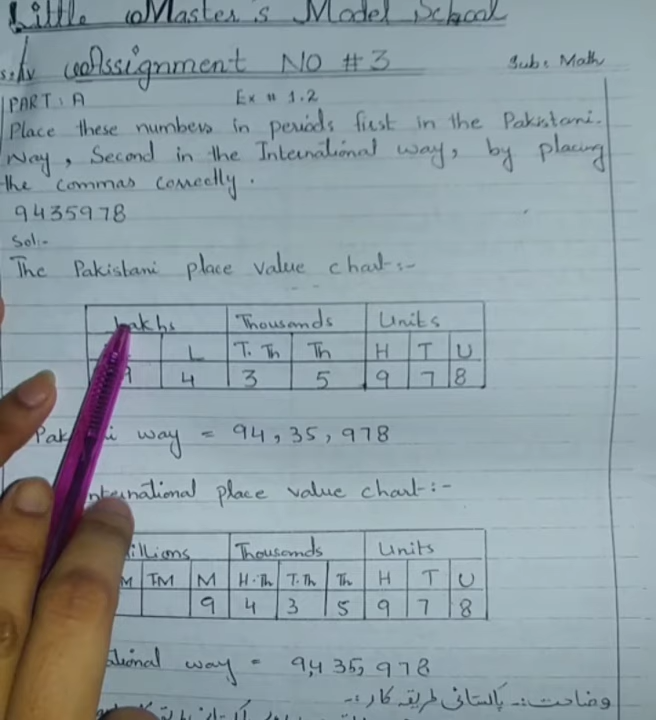 Little Master's Model School
Assignment NO #3 Sub: Math
PART: A Ex # 1.2
Place these numbers in periods first in the Pakistani.
Way, Second in the International way, by placing
the commas correctly.
9435978
Sol:-
The Pakistani place value chart:-
Lakhs Thousands Units
L T.Th Th H T U
9 4 3 5 9 7 8
way = 94,35,978
International place value chart:-
Millions Thousands Units
M TM M H.Th T.Th Th H T U
9 4 3 5 9 7 8
ational way = 9,435,978
وضاحت:۔ پاکستانی طریقہ کار:۔